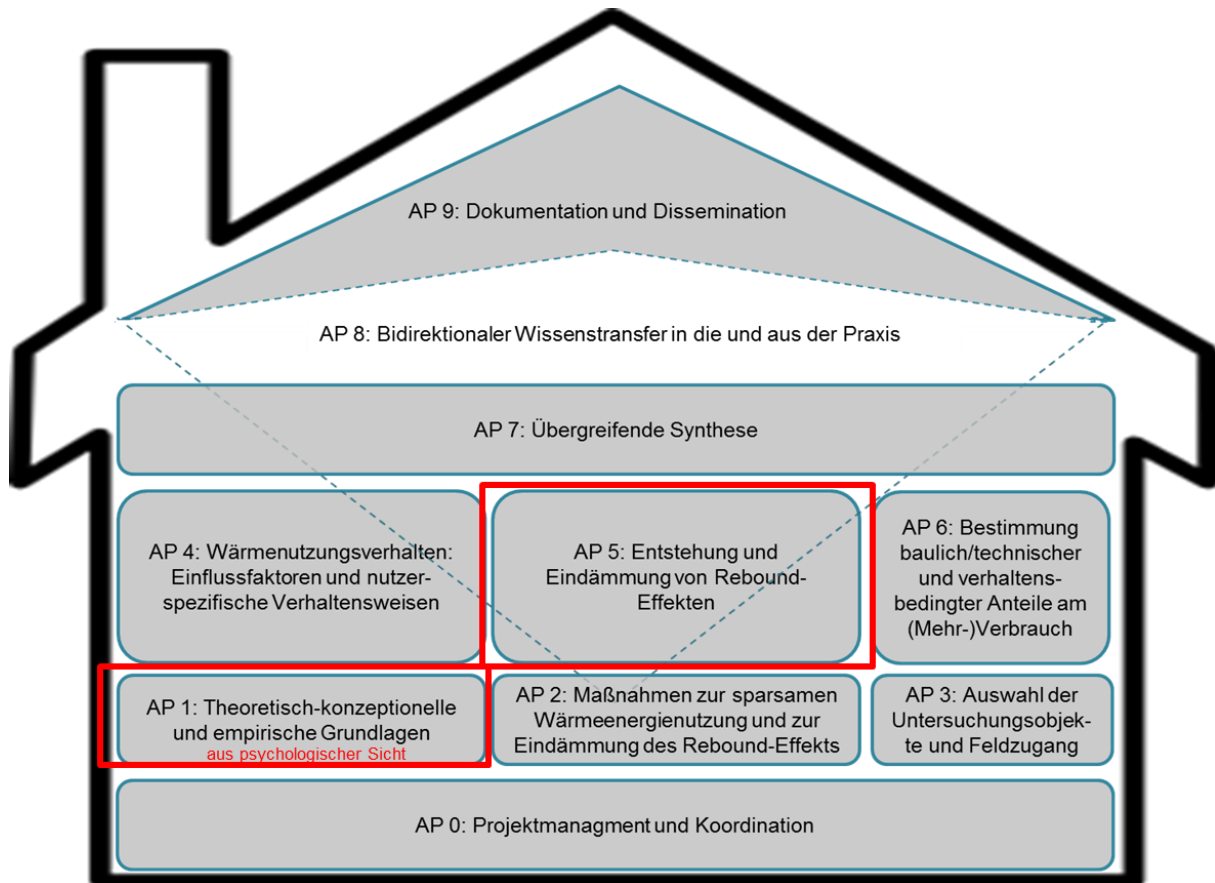 AP 9: Dokumentation und Dissemination
AP 8: Bidirektionaler Wissenstransfer in die und aus der Praxis
AP 7: Übergreifende Synthese
AP 4: Wärmenutzungsverhalten:
Einflussfaktoren und nutzer-
spezifische Verhaltensweisen
AP 5: Entstehung und
Eindämmung von Rebound-
Effekten
AP 6: Bestimmung
baulich/technischer
und verhaltens-
bedingter Anteile am
(Mehr-)Verbrauch
AP 1: Theoretisch-konzeptionelle
und empirische Grundlagen
aus psychologischer Sicht
AP 2: Maßnahmen zur sparsamen
Wärmeenergienutzung und zur
Eindämmung des Rebound-Effekts
AP 3: Auswahl der
Untersuchungsobjek-
te und Feldzugang
AP 0: Projektmanagment und Koordination